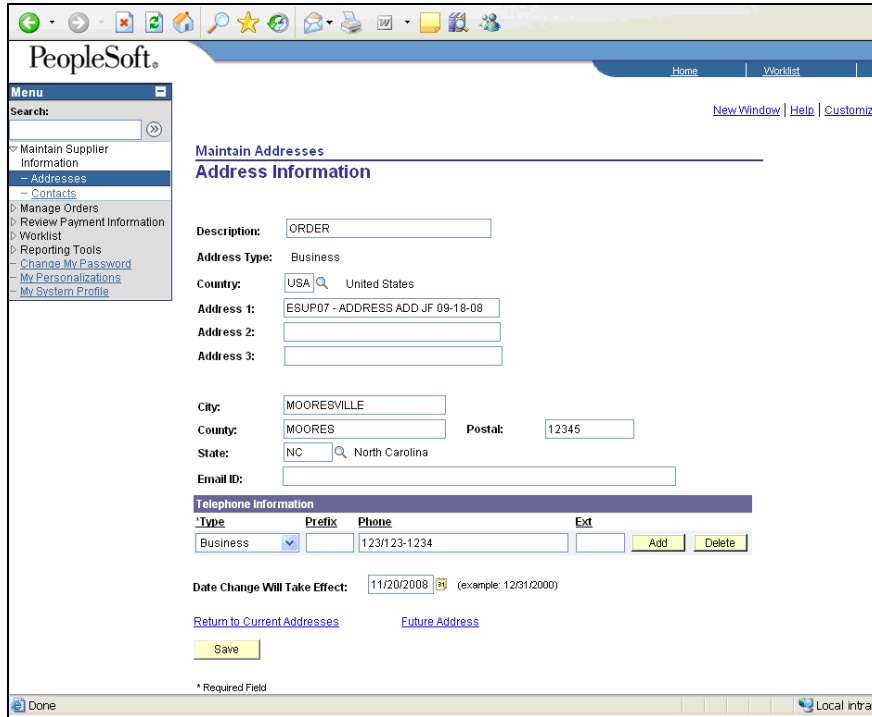 PeopleSoft®
Home Worklist
Menu
Search:
New Window | Help | Customiz
Maintain Supplier
Information
– Addresses
– Contacts
Manage Orders
Review Payment Information
Worklist
Reporting Tools
– Change My Password
– My Personalizations
– My System Profile
Maintain Addresses
Address Information
Description: ORDER
Address Type: Business
Country: USA United States
Address 1: ESUP07 - ADDRESS ADD JF 09-18-08
Address 2:
Address 3:
City: MOORESVILLE
County: MOORES Postal: 12345
State: NC North Carolina
Email ID:
Telephone Information
*Type Prefix Phone Ext
Business 123/123-1234 Add Delete
Date Change Will Take Effect: 11/20/2008 31 (example: 12/31/2000)
Return to Current Addresses Future Address
Save
* Required Field
Done Local intra